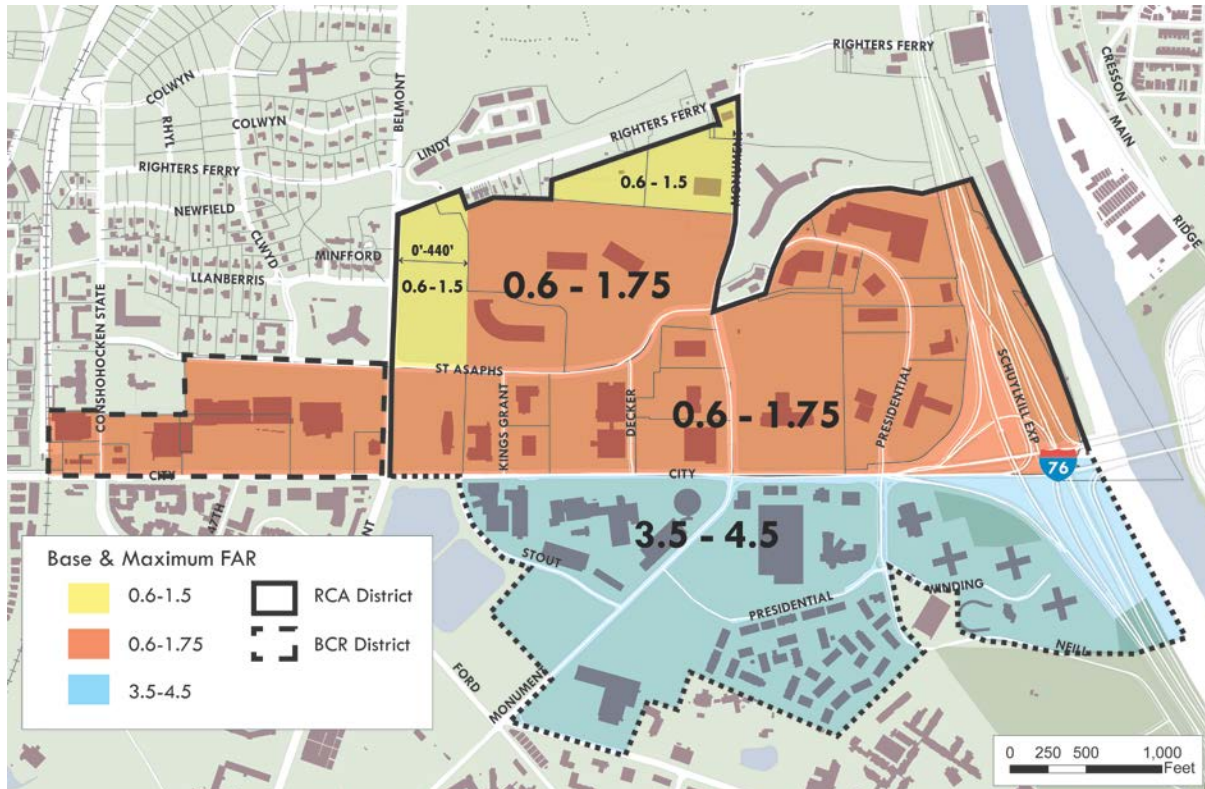 RIGHTERS FERRY
CRESSON
MAIN
RIDGE
COLWYN
RHYL
COLWYN
BELMONT
LINDY
RIGHTERS FERRY
MONUMENT
0.6 - 1.5
RIGHTERS FERRY
NEWFIELD
CLWYD
MINFFORD
LLANBERRIS
0'-440'
0.6 - 1.5
0.6 - 1.75
CONSHOHOCKEN STATE
ST ASAPHS
KINGS GRANT
DECKER
0.6 - 1.75
PRESIDENTIAL
SCHUYLKILL EXP
76
CITY
CITY
47TH
NT
3.5 - 4.5
STOUT
WINDING
PRESIDENTIAL
NEILL
FORD
MONUMENT
Base & Maximum FAR
0.6-1.5
RCA District
0.6-1.75
BCR District
3.5-4.5
0 250 500 1,000
Feet